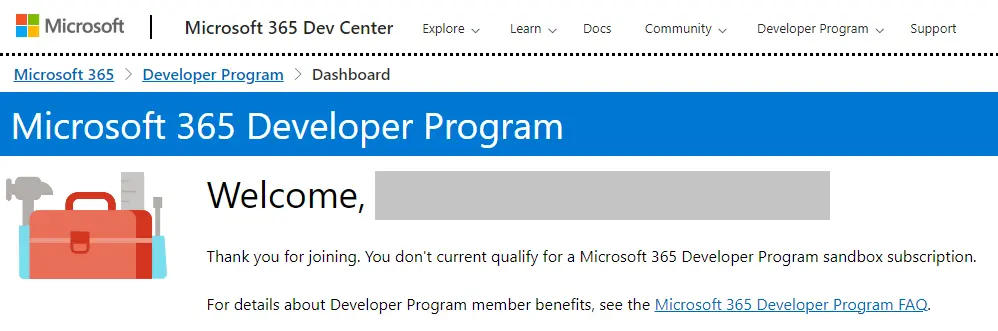 Microsoft Microsoft 365 Dev Center Explore Learn Docs Community Developer Program Support
Microsoft 365 > Developer Program > Dashboard
Microsoft 365 Developer Program
Welcome,
Thank you for joining. You don't current qualify for a Microsoft 365 Developer Program sandbox subscription.
For details about Developer Program member benefits, see the Microsoft 365 Developer Program FAQ.